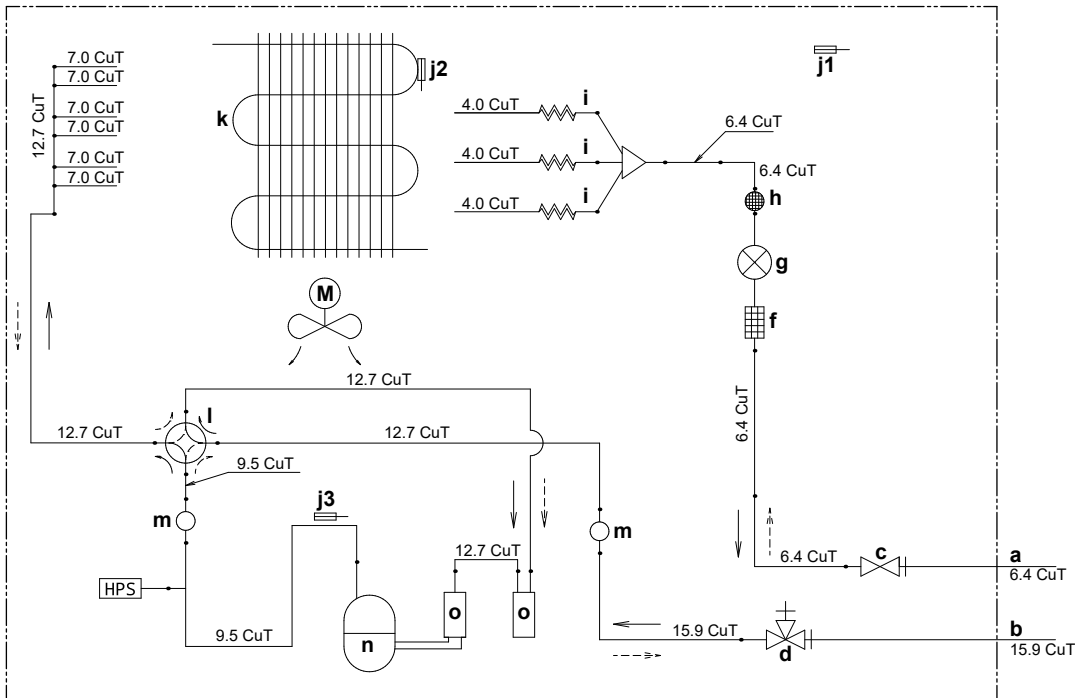 7.0 CuT
7.0 CuT
7.0 CuT
7.0 CuT
7.0 CuT
7.0 CuT
12.7 CuT
k
j2
j1
4.0 CuT
i
4.0 CuT
i
4.0 CuT
i
6.4 CuT
6.4 CuT
h
g
f
M
12.7 CuT
l
12.7 CuT
12.7 CuT
9.5 CuT
6.4 CuT
m
j3
m
12.7 CuT
HPS
9.5 CuT
n
o
o
6.4 CuT
c
a
6.4 CuT
15.9 CuT
d
b
15.9 CuT